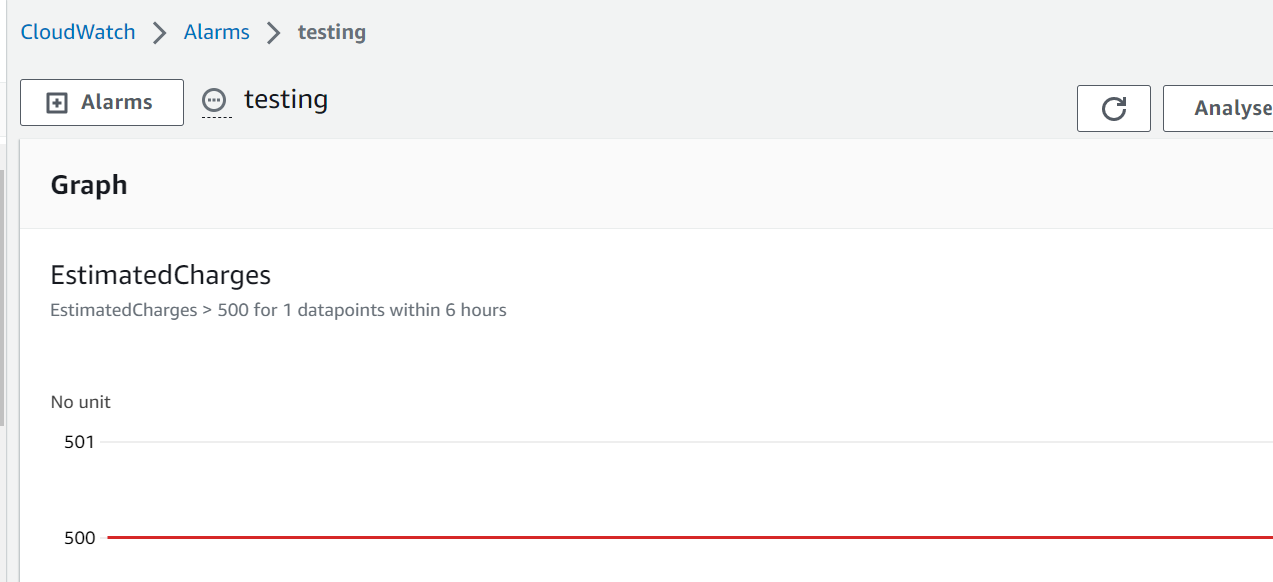 CloudWatch > Alarms > testing
Alarms testing Analyse
Graph
EstimatedCharges
EstimatedCharges > 500 for 1 datapoints within 6 hours
No unit
501
500